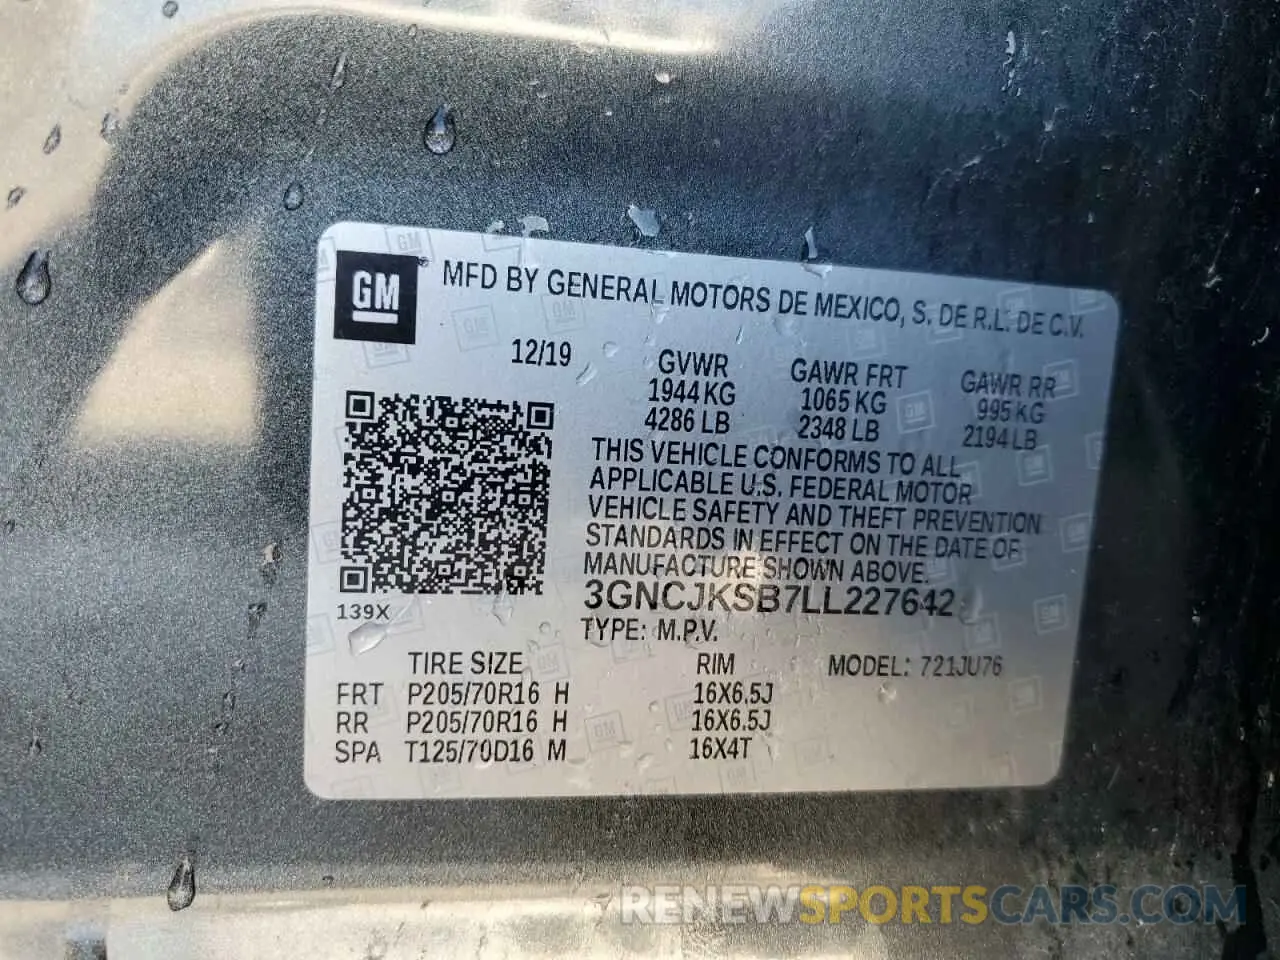 GM
MFD BY GENERAL MOTORS DE MEXICO, S. DE R.L. DE C.V.
12/19
GVWR GAWR FRT GAWR RR
1944 KG 1065 KG 995 KG
4286 LB 2348 LB 2194 LB
THIS VEHICLE CONFORMS TO ALL
APPLICABLE U.S. FEDERAL MOTOR
VEHICLE SAFETY AND THEFT PREVENTION
STANDARDS IN EFFECT ON THE DATE OF
MANUFACTURE SHOWN ABOVE.
3GNCJKSB7LL227642
139X
TYPE: M.P.V.
TIRE SIZE RIM MODEL: 721JU76
FRT P205/70R16 H 16X6.5J
RR P205/70R16 H 16X6.5J
SPA T125/70D16 M 16X4T
RENEWSPORTSCARS.COM